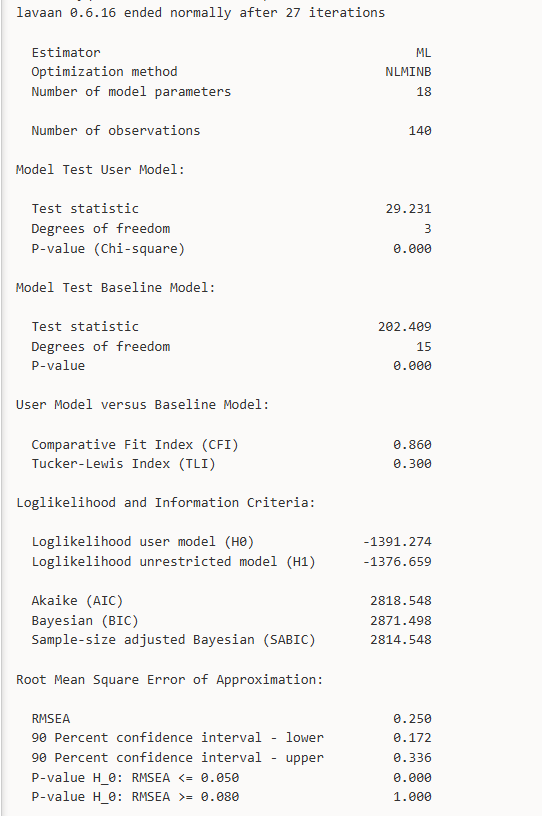 lavaan 0.6.16 ended normally after 27 iterations
Estimator ML
Optimization method NLMINB
Number of model parameters 18
Number of observations 140
Model Test User Model:
Test statistic 29.231
Degrees of freedom 3
P-value (Chi-square) 0.000
Model Test Baseline Model:
Test statistic 202.409
Degrees of freedom 15
P-value 0.000
User Model versus Baseline Model:
Comparative Fit Index (CFI) 0.860
Tucker-Lewis Index (TLI) 0.300
Loglikelihood and Information Criteria:
Loglikelihood user model (H0) -1391.274
Loglikelihood unrestricted model (H1) -1376.659
Akaike (AIC) 2818.548
Bayesian (BIC) 2871.498
Sample-size adjusted Bayesian (SABIC) 2814.548
Root Mean Square Error of Approximation:
RMSEA 0.250
90 Percent confidence interval - lower 0.172
90 Percent confidence interval - upper 0.336
P-value H_0: RMSEA <= 0.050 0.000
P-value H_0: RMSEA >= 0.080 1.000